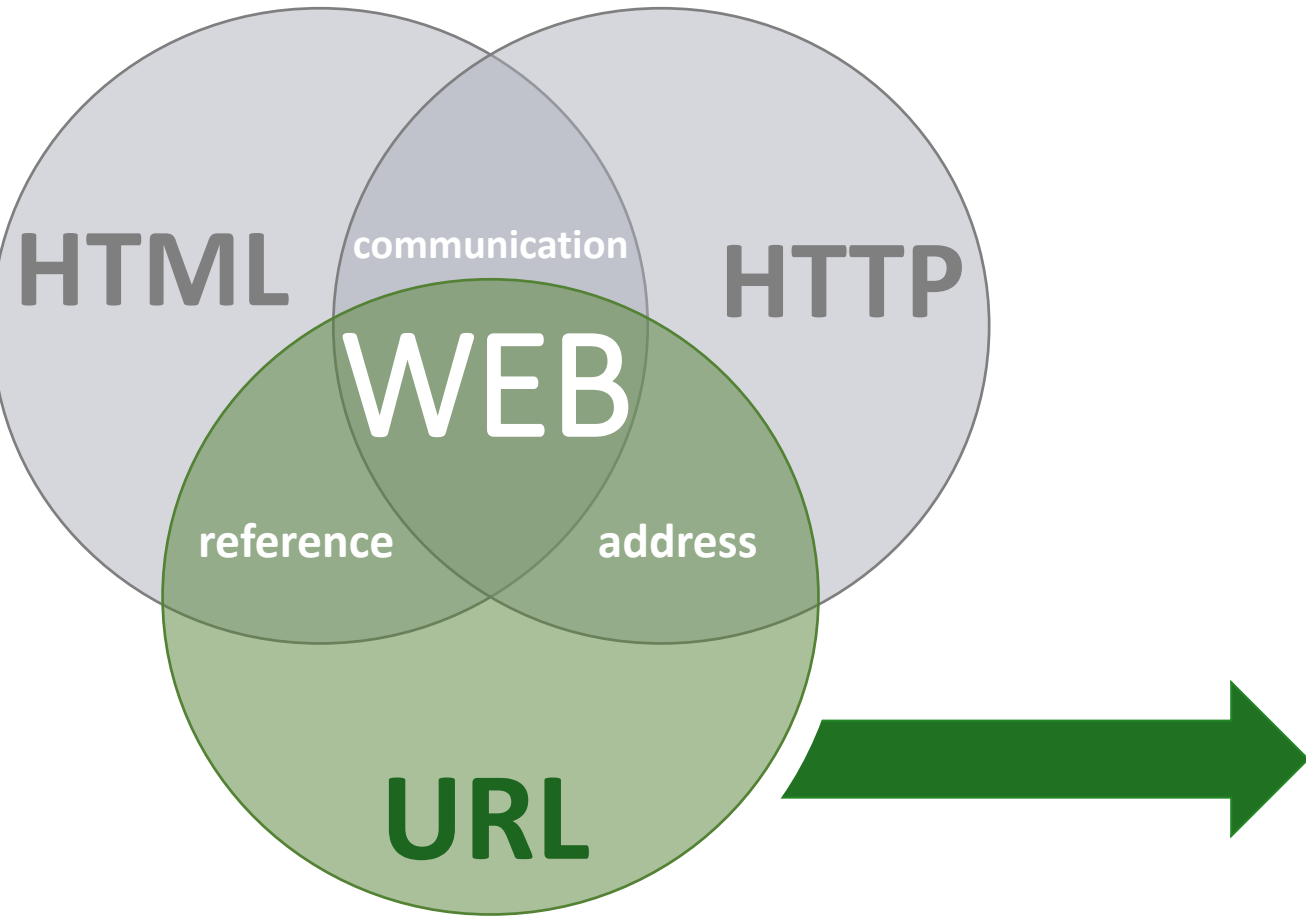 HTML
communication
HTTP
WEB
reference
address
URL